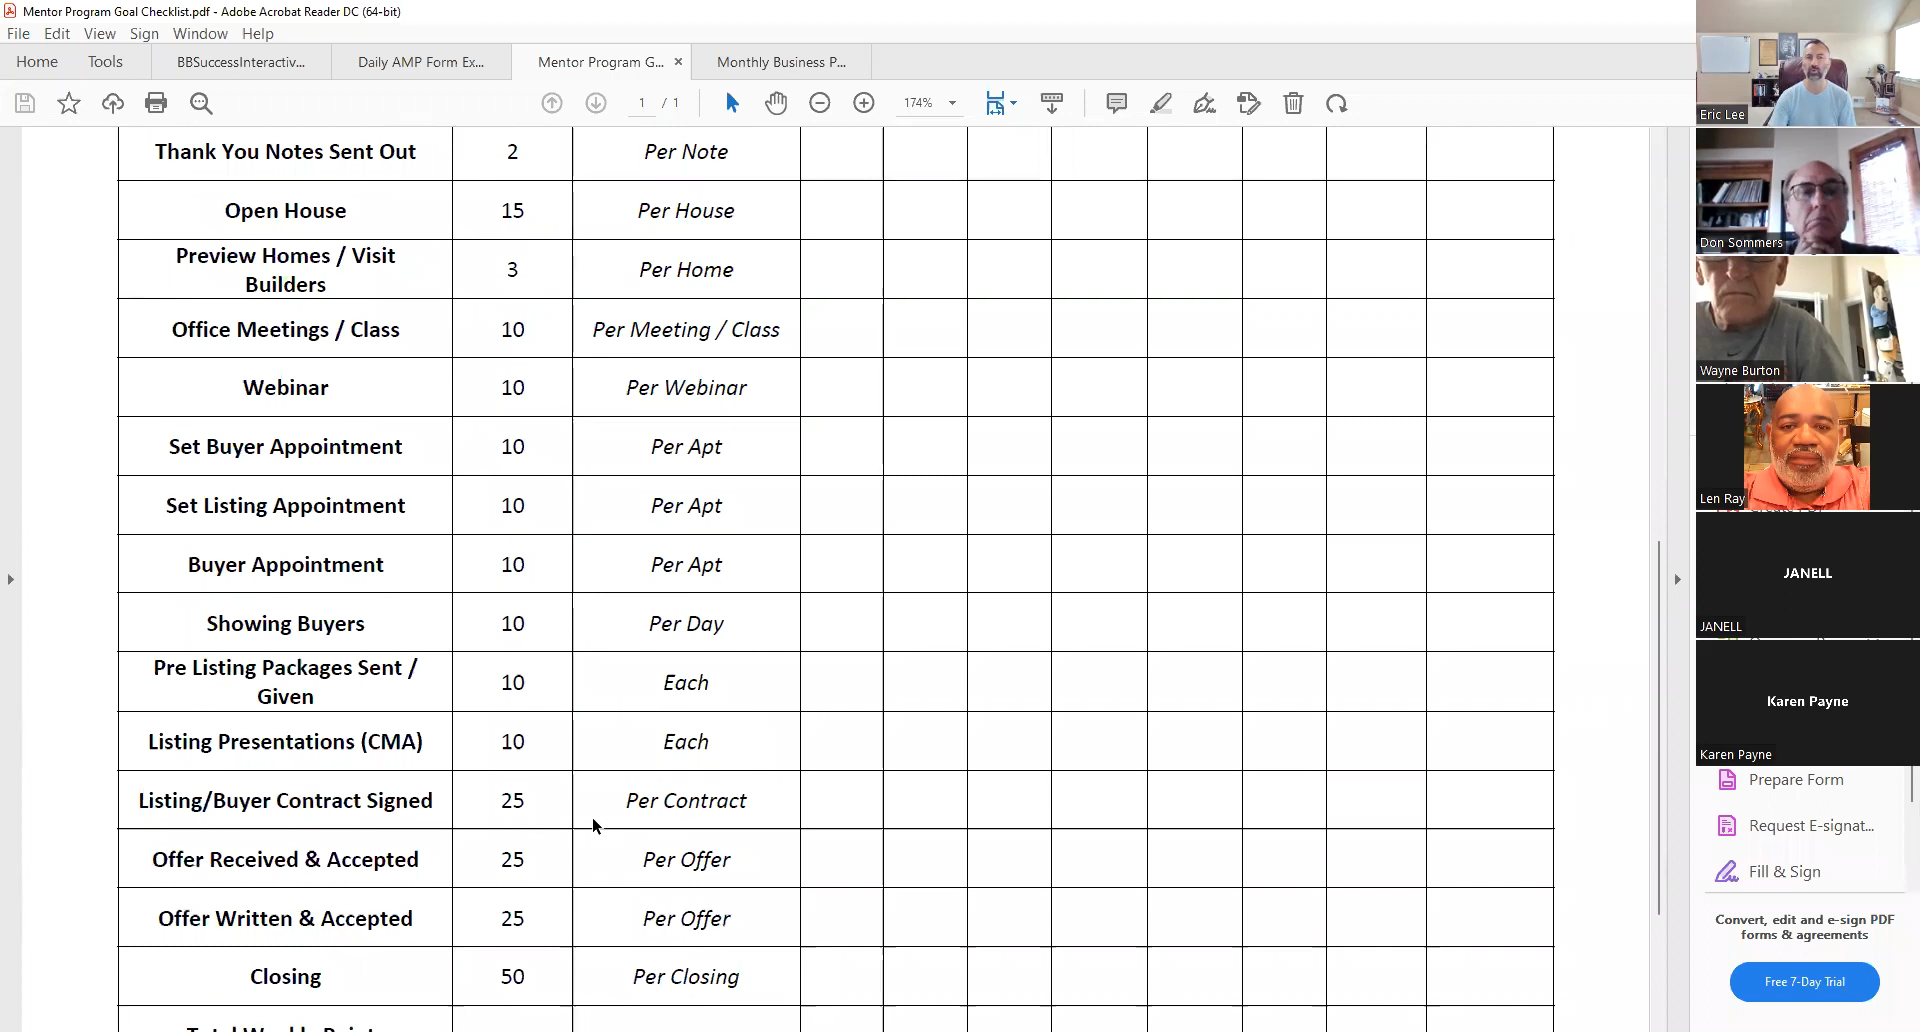 Mentor Program Goal Checklist.pdf - Adobe Acrobat Reader DC (64-bit)
File Edit View Sign Window Help
Home Tools BBSuccessInteractiv... Daily AMP Form Ex... Mentor Program G... × Monthly Business P...
1 / 1 174%
Thank You Notes Sent Out 2 Per Note
Open House 15 Per House
Preview Homes / Visit
Builders 3 Per Home
Office Meetings / Class 10 Per Meeting / Class
Webinar 10 Per Webinar
Set Buyer Appointment 10 Per Apt
Set Listing Appointment 10 Per Apt
Buyer Appointment 10 Per Apt
Showing Buyers 10 Per Day
Pre Listing Packages Sent /
Given 10 Each
Listing Presentations (CMA) 10 Each
Listing/Buyer Contract Signed 25 Per Contract
Offer Received & Accepted 25 Per Offer
Offer Written & Accepted 25 Per Offer
Closing 50 Per Closing
Eric Lee
Don Sommers
Wayne Burton
Len Ray
JANELL
JANELL
Karen Payne
Karen Payne
Prepare Form
Request E-signat...
Fill & Sign
Convert, edit and e-sign PDF
forms & agreements
Free 7-Day Trial